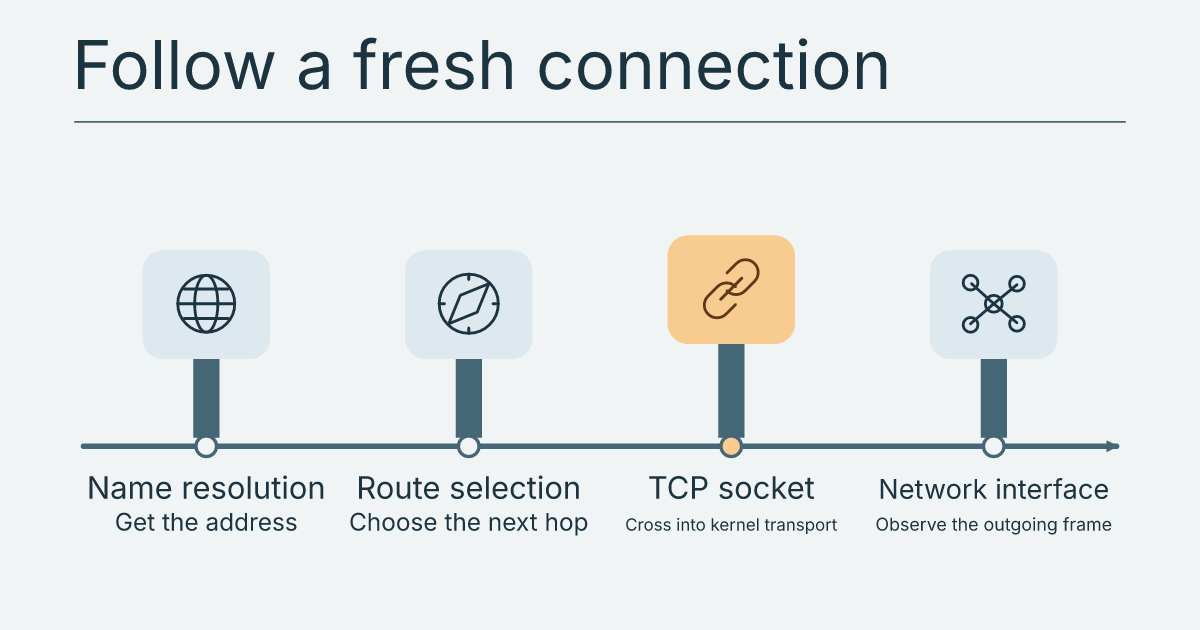 Follow a fresh connection
Name resolution
Get the address
Route selection
Choose the next hop
TCP socket
Cross into kernel transport
Network interface
Observe the outgoing frame